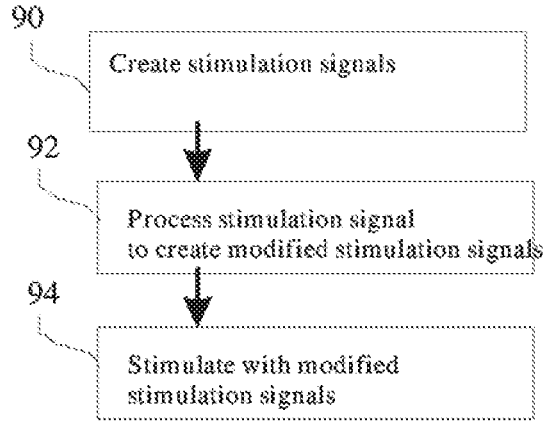 90
Create stimulation signals
92
Process stimulation signal
to create modified stimulation signals
94
Stimulate with modified
stimulation signals